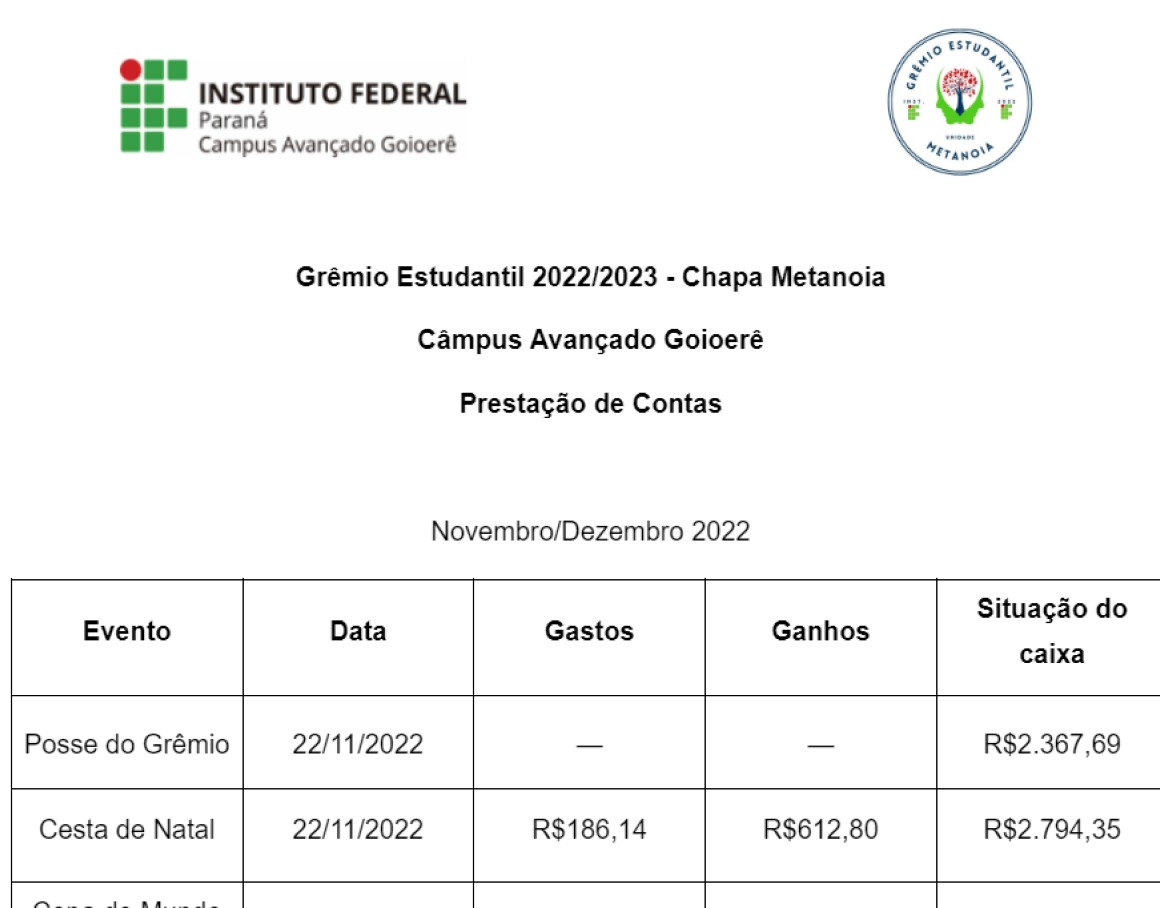 INSTITUTO FEDERAL
Paraná
Campus Avançado Goioerê
GRÊMIO ESTUDANTIL
INST. 2022
UNIDADE
METANOIA
Grêmio Estudantil 2022/2023 - Chapa Metanoia
Câmpus Avançado Goioerê
Prestação de Contas
Novembro/Dezembro 2022
Evento Data Gastos Ganhos Situação do
caixa
Posse do Grêmio 22/11/2022 — — R$2.367,69
Cesta de Natal 22/11/2022 R$186,14 R$612,80 R$2.794,35